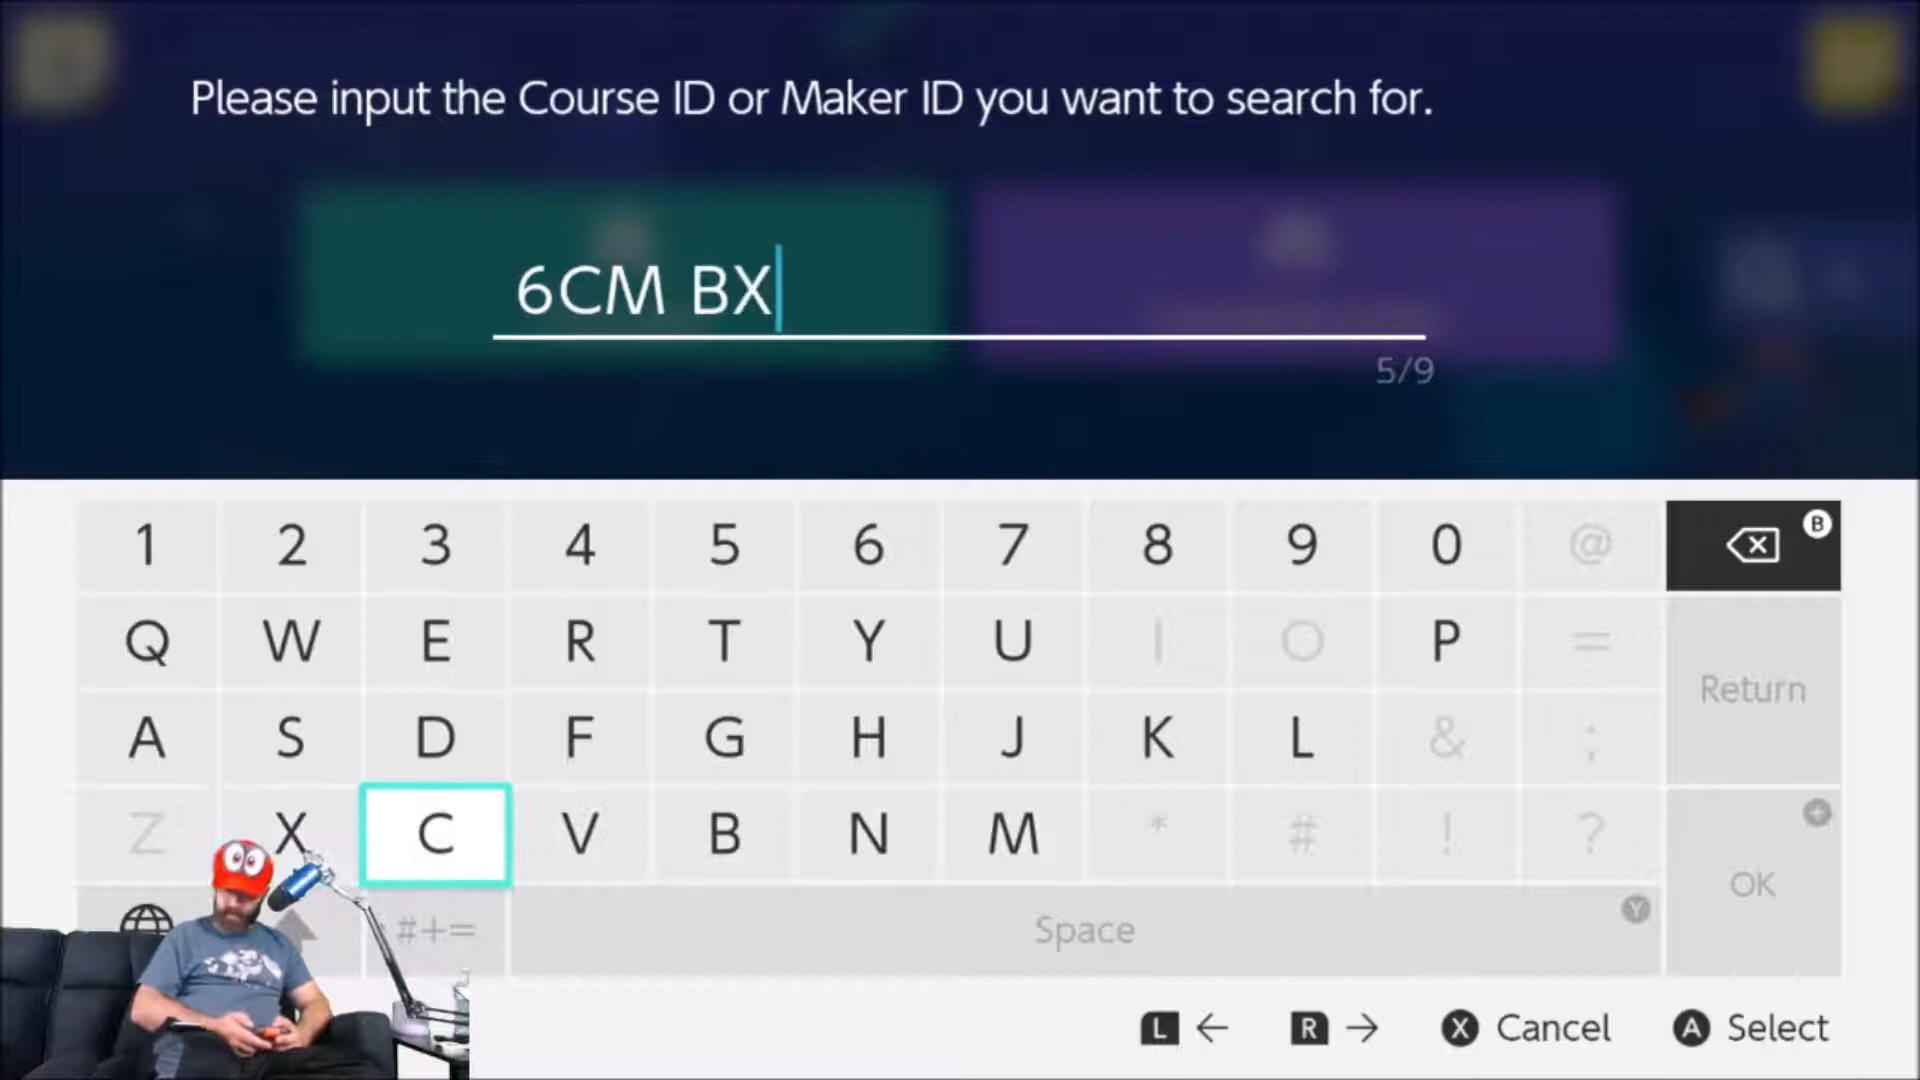 Please input the Course ID or Maker ID you want to search for.
6CM BX
5/9
1 2 3 4 5 6 7 8 9 0 @ B
Q W E R T Y U I O P =
Return
A S D F G H J K L & ;
Z X C V B N M * # ! ? +
OK
#+= Space Y
L ← R → X Cancel A Select